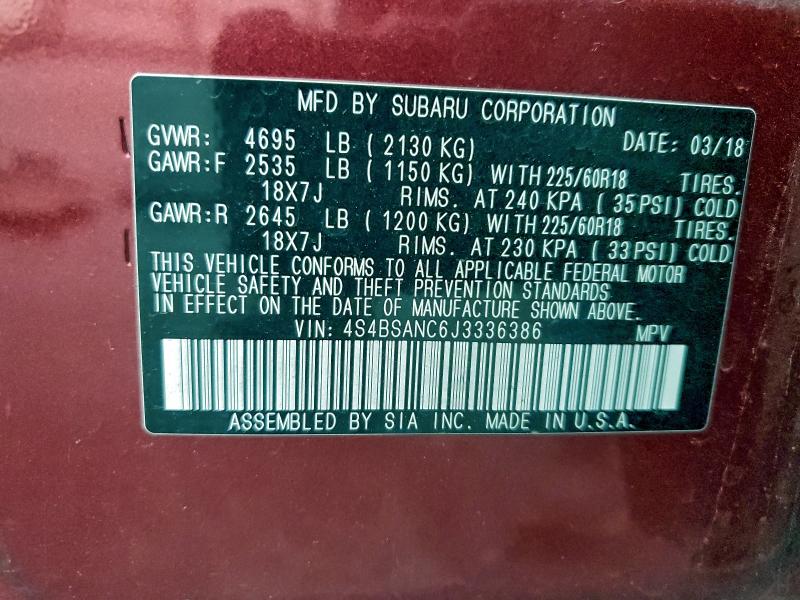 MFD BY SUBARU CORPORATION
GVWR: 4695 LB ( 2130 KG) DATE: 03/18
GAWR:F 2535 LB ( 1150 KG) WITH 225/60R18 TIRES.
18X7J RIMS. AT 240 KPA ( 35 PSI) COLD
GAWR:R 2645 LB ( 1200 KG) WITH 225/60R18 TIRES.
18X7J RIMS. AT 230 KPA ( 33 PSI) COLD
THIS VEHICLE CONFORMS TO ALL APPLICABLE FEDERAL MOTOR
VEHICLE SAFETY AND THEFT PREVENTION STANDARDS
IN EFFECT ON THE DATE OF MANUFACTURE SHOWN ABOVE.
VIN: 4S4BSANC6J3336386 MPV
ASSEMBLED BY SIA INC. MADE IN U.S.A.